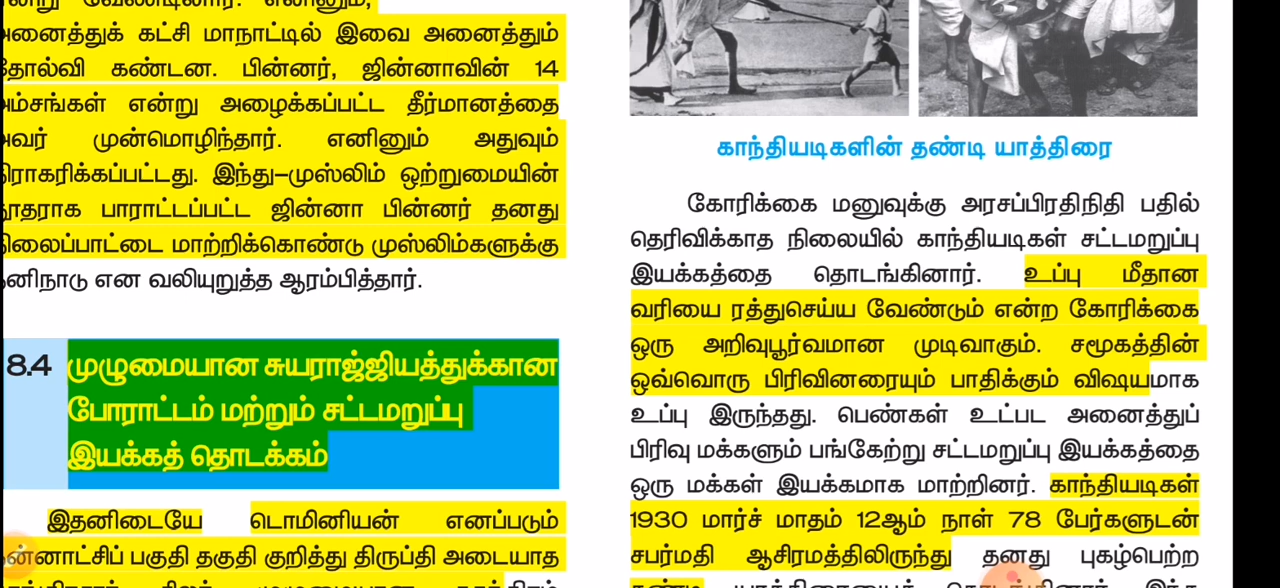 எனினும்,
அனைத்துக் கட்சி மாநாட்டில் இவை அனைத்தும்
தோல்வி கண்டன. பின்னர், ஜின்னாவின் 14
அம்சங்கள் என்று அழைக்கப்பட்ட தீர்மானத்தை
அவர் முன்மொழிந்தார். எனினும் அதுவும்
நிராகரிக்கப்பட்டது. இந்து–முஸ்லிம் ஒற்றுமையின்
தூதராக பாராட்டப்பட்ட ஜின்னா பின்னர் தனது
நிலைப்பாட்டை மாற்றிக்கொண்டு முஸ்லிம்களுக்கு
தனிநாடு என வலியுறுத்த ஆரம்பித்தார்.
8.4 முழுமையான சுயராஜ்ஜியத்துக்கான
போராட்டம் மற்றும் சட்டமறுப்பு
இயக்கத் தொடக்கம்
இதனிடையே டொமினியன் எனப்படும்
தன்னாட்சிப் பகுதி தகுதி குறித்து திருப்தி அடையாத
காந்தியடிகளின் தண்டி யாத்திரை
கோரிக்கை மனுவுக்கு அரசப்பிரதிநிதி பதில்
தெரிவிக்காத நிலையில் காந்தியடிகள் சட்டமறுப்பு
இயக்கத்தை தொடங்கினார். உப்பு மீதான
வரியை ரத்துசெய்ய வேண்டும் என்ற கோரிக்கை
ஒரு அறிவுபூர்வமான முடிவாகும். சமூகத்தின்
ஒவ்வொரு பிரிவினரையும் பாதிக்கும் விஷயமாக
உப்பு இருந்தது. பெண்கள் உட்பட அனைத்துப்
பிரிவு மக்களும் பங்கேற்று சட்டமறுப்பு இயக்கத்தை
ஒரு மக்கள் இயக்கமாக மாற்றினர். காந்தியடிகள்
1930 மார்ச் மாதம் 12ஆம் நாள் 78 பேர்களுடன்
சபர்மதி ஆசிரமத்திலிருந்து தனது புகழ்பெற்ற